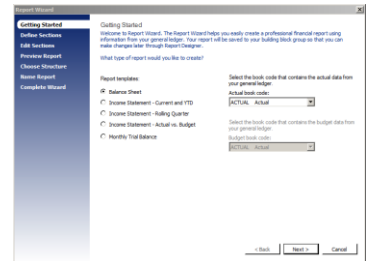 Report Wizard
Getting Started
Define Sections
Edit Sections
Preview Report
Choose Structure
Name Report
Complete Wizard
Getting Started
Welcome to Report Wizard. The Report Wizard helps you easily create a professional financial report using
information from your general ledger. Your report will be saved to your building block group so that you can
make changes later through Report Designer.
What type of report would you like to create?
Report templates:
Balance Sheet
Income Statement - Current and YTD
Income Statement - Rolling Quarter
Income Statement - Actual vs. Budget
Monthly Trial Balance
Select the book code that contains the actual data from
your general ledger.
Actual book code:
ACTUAL Actual
Select the book code that contains the budget data from
your general ledger.
Budget book code:
ACTUAL Actual
< Back
Next >
Cancel